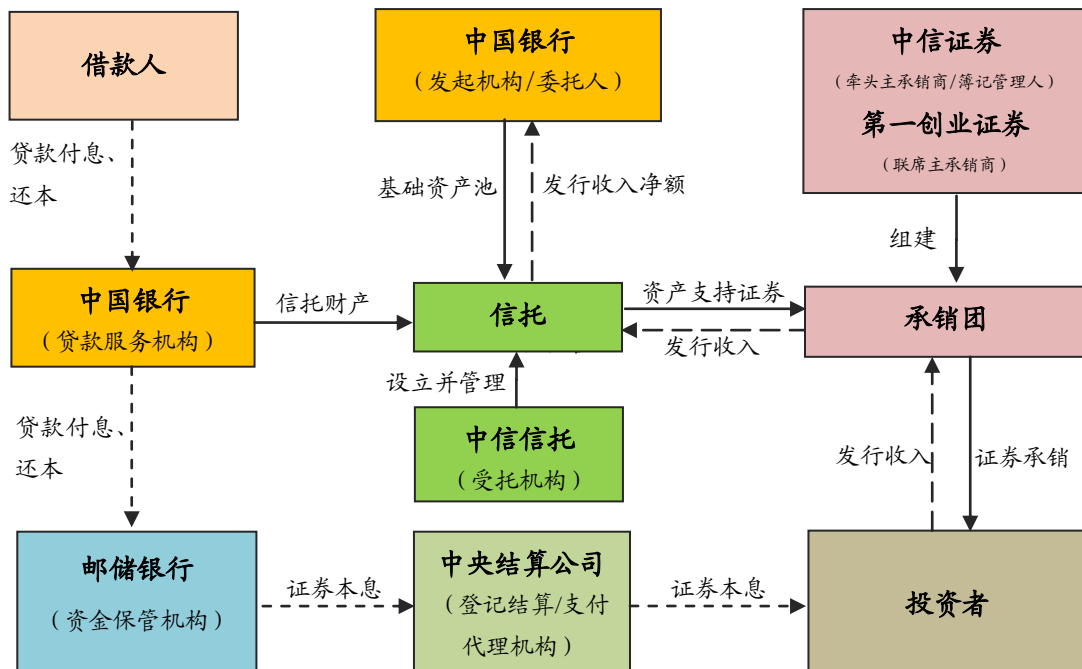 借款人
中国银行
（发起机构/委托人）
中信证券
（牵头主承销商/簿记管理人）
第一创业证券
（联席主承销商）
贷款付息、
还本
基础资产池
发行收入净额
组建
中国银行
（贷款服务机构）
信托财产
信托
资产支持证券
发行收入
承销团
设立并管理
贷款付息、
还本
中信信托
（受托机构）
发行收入
证券承销
邮储银行
（资金保管机构）
证券本息
中央结算公司
（登记结算/支付
代理机构）
证券本息
投资者